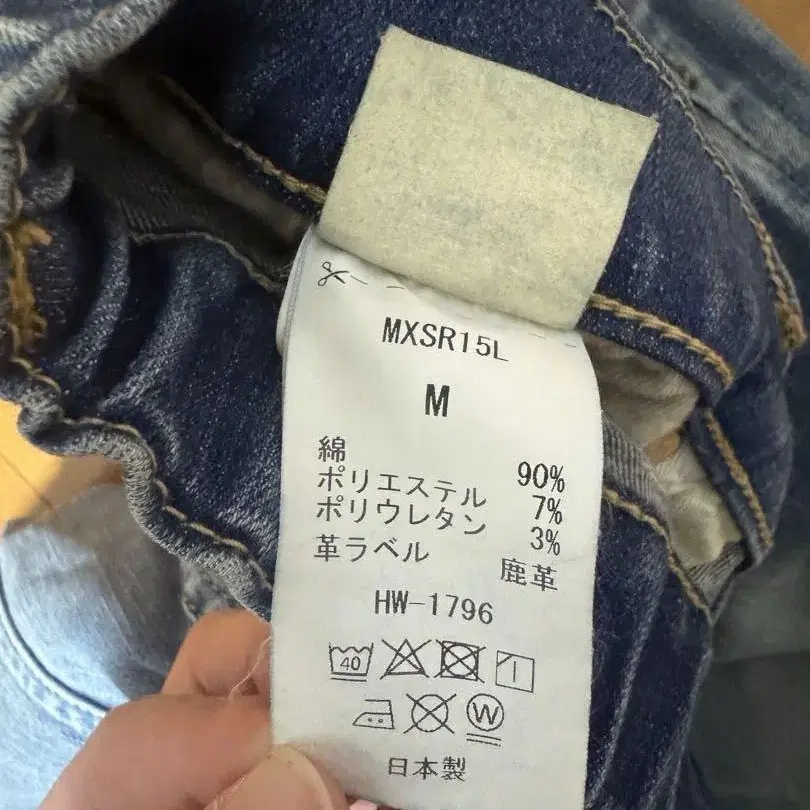 MXSR15L
M
綿 90%
ポリエステル 7%
ポリウレタン 3%
革ラベル 鹿革
HW-1796
40
W
日本製